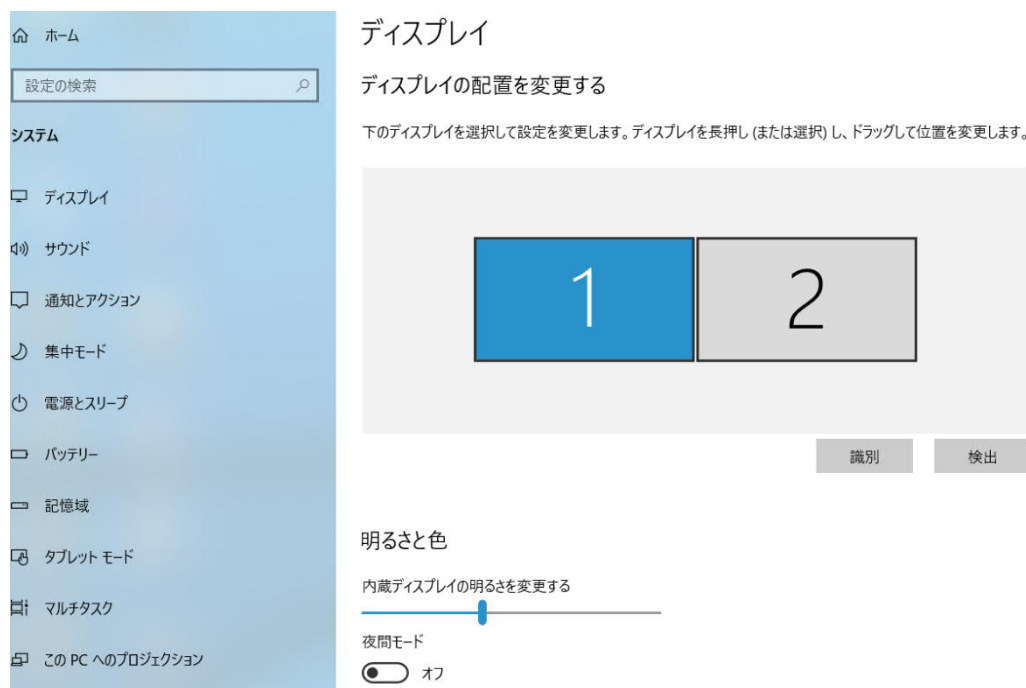 ホーム
設定の検索
システム
ディスプレイ
サウンド
通知とアクション
集中モード
電源とスリープ
バッテリー
記憶域
タブレット モード
マルチタスク
この PC へのプロジェクション
ディスプレイ
ディスプレイの配置を変更する
下のディスプレイを選択して設定を変更します。ディスプレイを長押し (または選択) し、ドラッグして位置を変更します。
1 2
識別 検出
明るさと色
内蔵ディスプレイの明るさを変更する
夜間モード
オフ